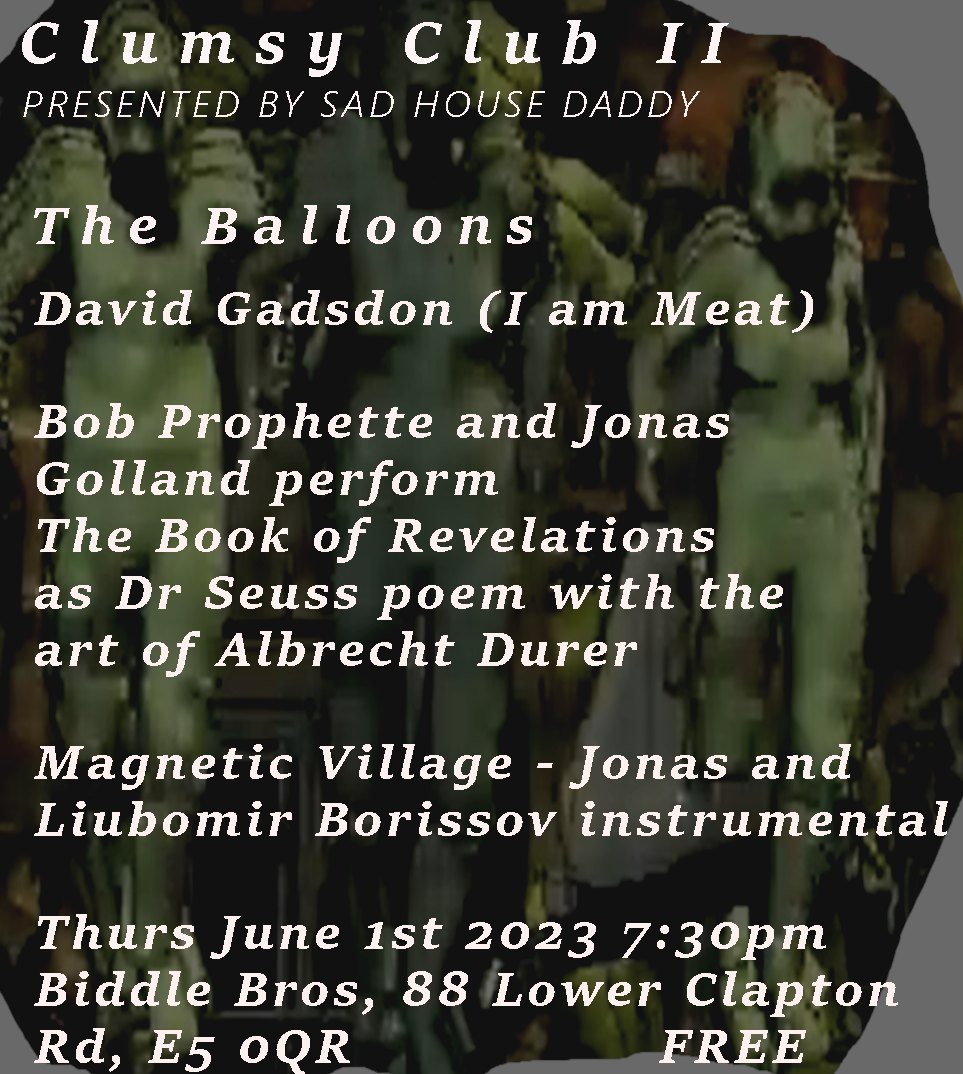 Clumsy Club II
PRESENTED BY SAD HOUSE DADDY
The Balloons
David Gadsdon (I am Meat)
Bob Prophette and Jonas
Golland perform
The Book of Revelations
as Dr Seuss poem with the
art of Albrecht Durer
Magnetic Village - Jonas and
Liubomir Borissov instrumental
Thurs June 1st 2023 7:30pm
Biddle Bros, 88 Lower Clapton
Rd, E5 0QR FREE